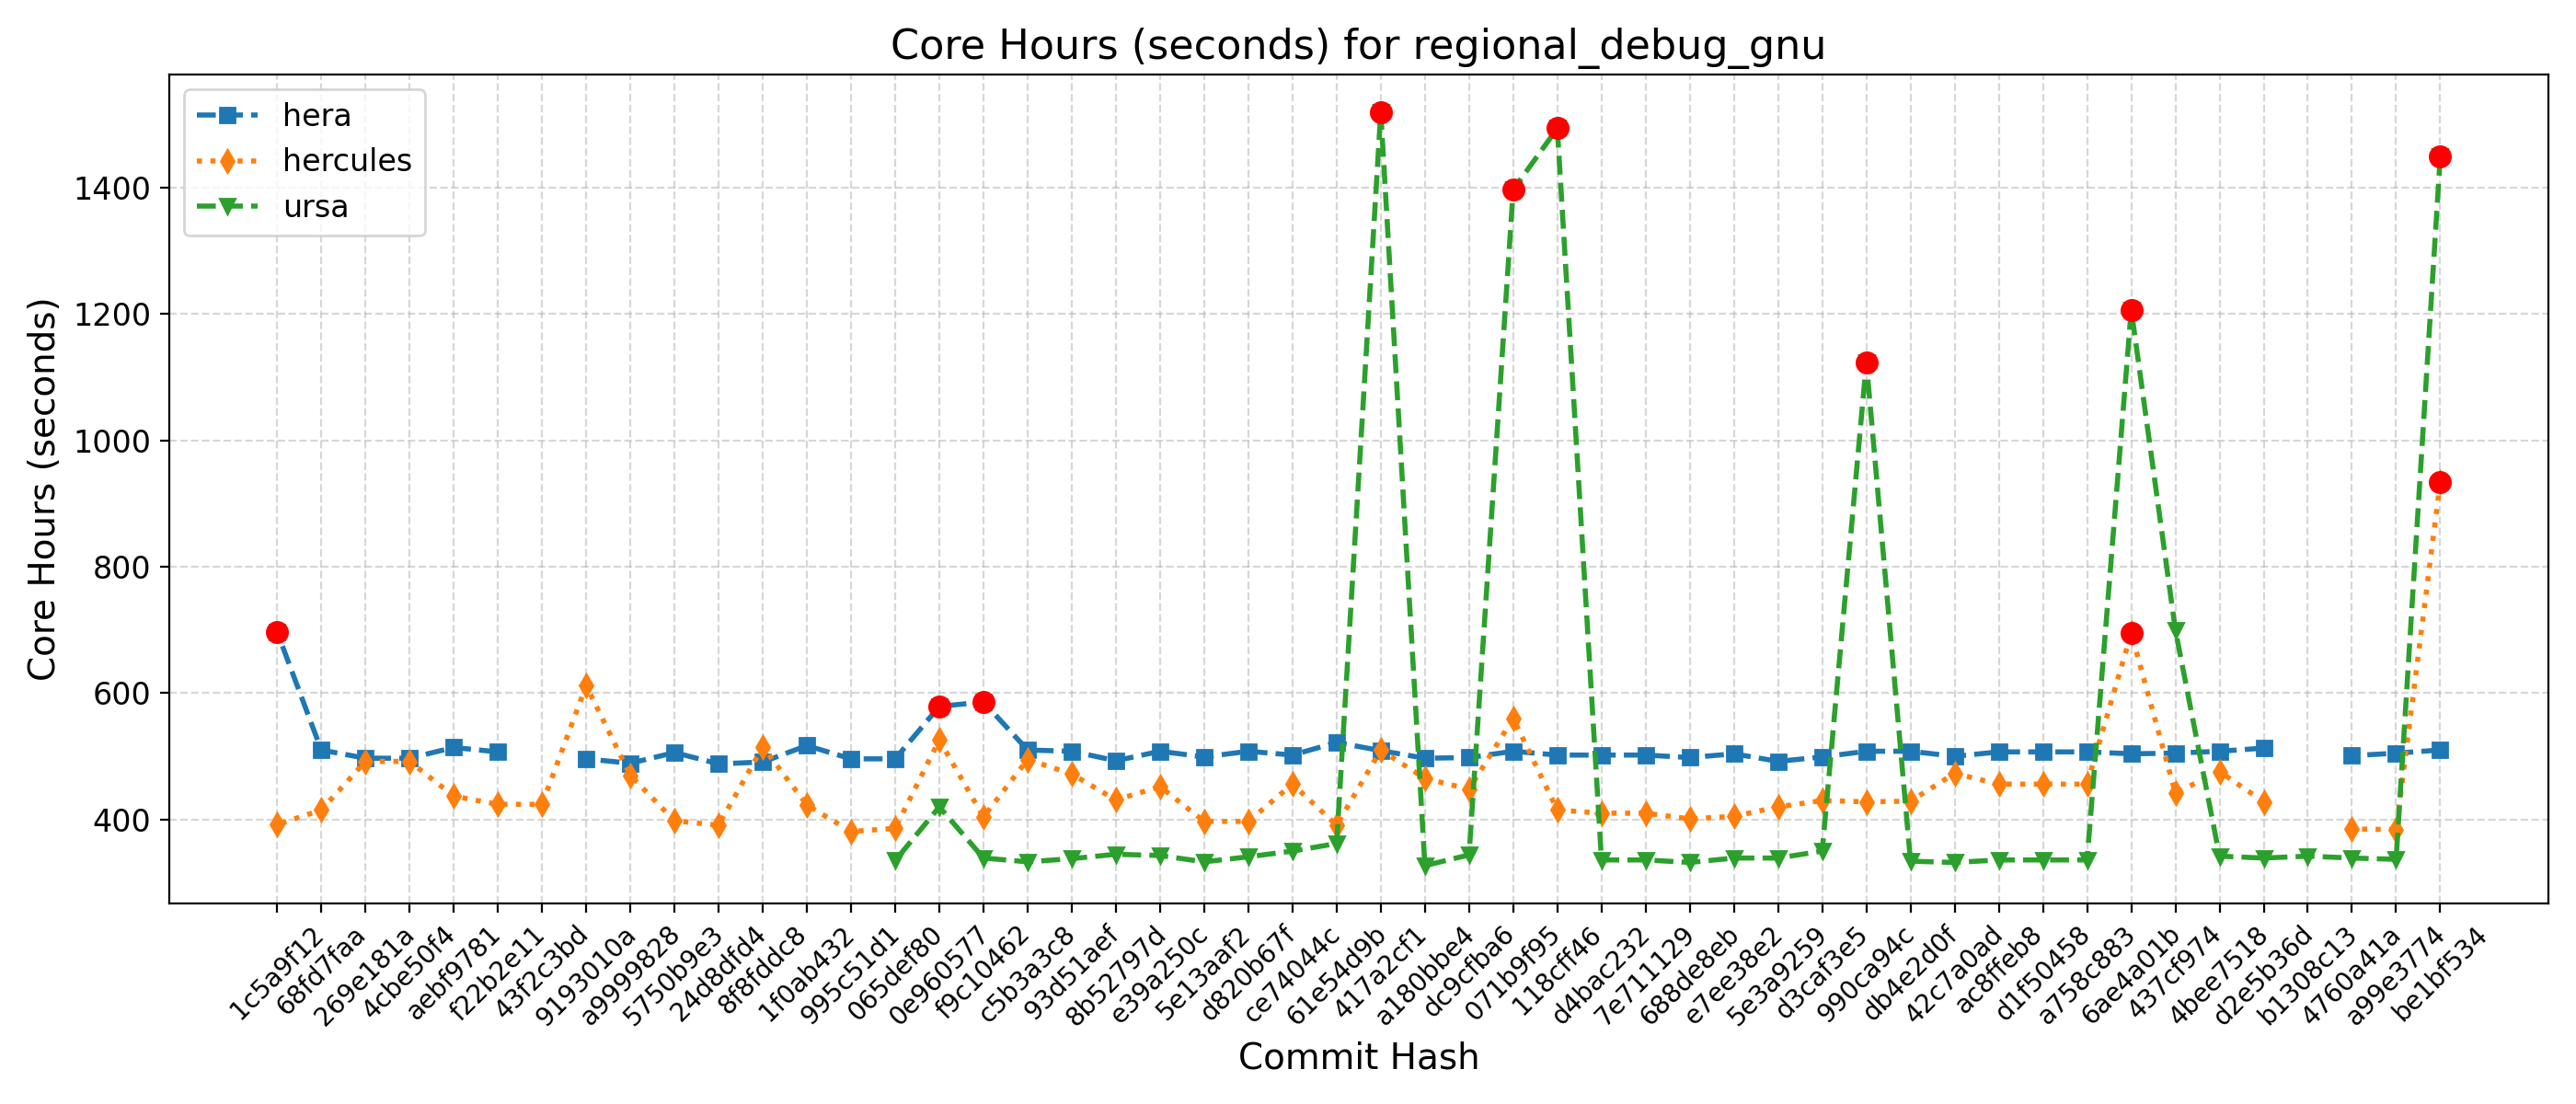 Core Hours (seconds) for regional_debug_gnu
hera
hercules
ursa
Core Hours (seconds)
1400
1200
1000
800
600
400
1c5a9f12
68fd7faa
269e181a
4cbe50f4
aebf9781
f22b2e11
43f2c3bd
9193010a
a9999828
5750b9e3
24d8dfd4
8f8fddc8
1f0ab432
995c51d1
065def80
0e960577
f9c10462
c5b3a3c8
93d51aef
8b52797d
e39a250c
5e13aaf2
d820b67f
ce74044c
61e54d9b
417a2cf1
a180bbe4
dc9cfba6
071b9f95
118cff46
d4bac232
7e711129
688de8eb
e7ee38e2
5e3a9259
d3caf3e5
990ca94c
db4e2d0f
42c7a0ad
ac8ffeb8
d1f50458
a758c883
6ae4a01b
437cf974
4bee7518
d2e5b36d
b1308c13
4760a41a
a99e3774
be1bf534
Commit Hash